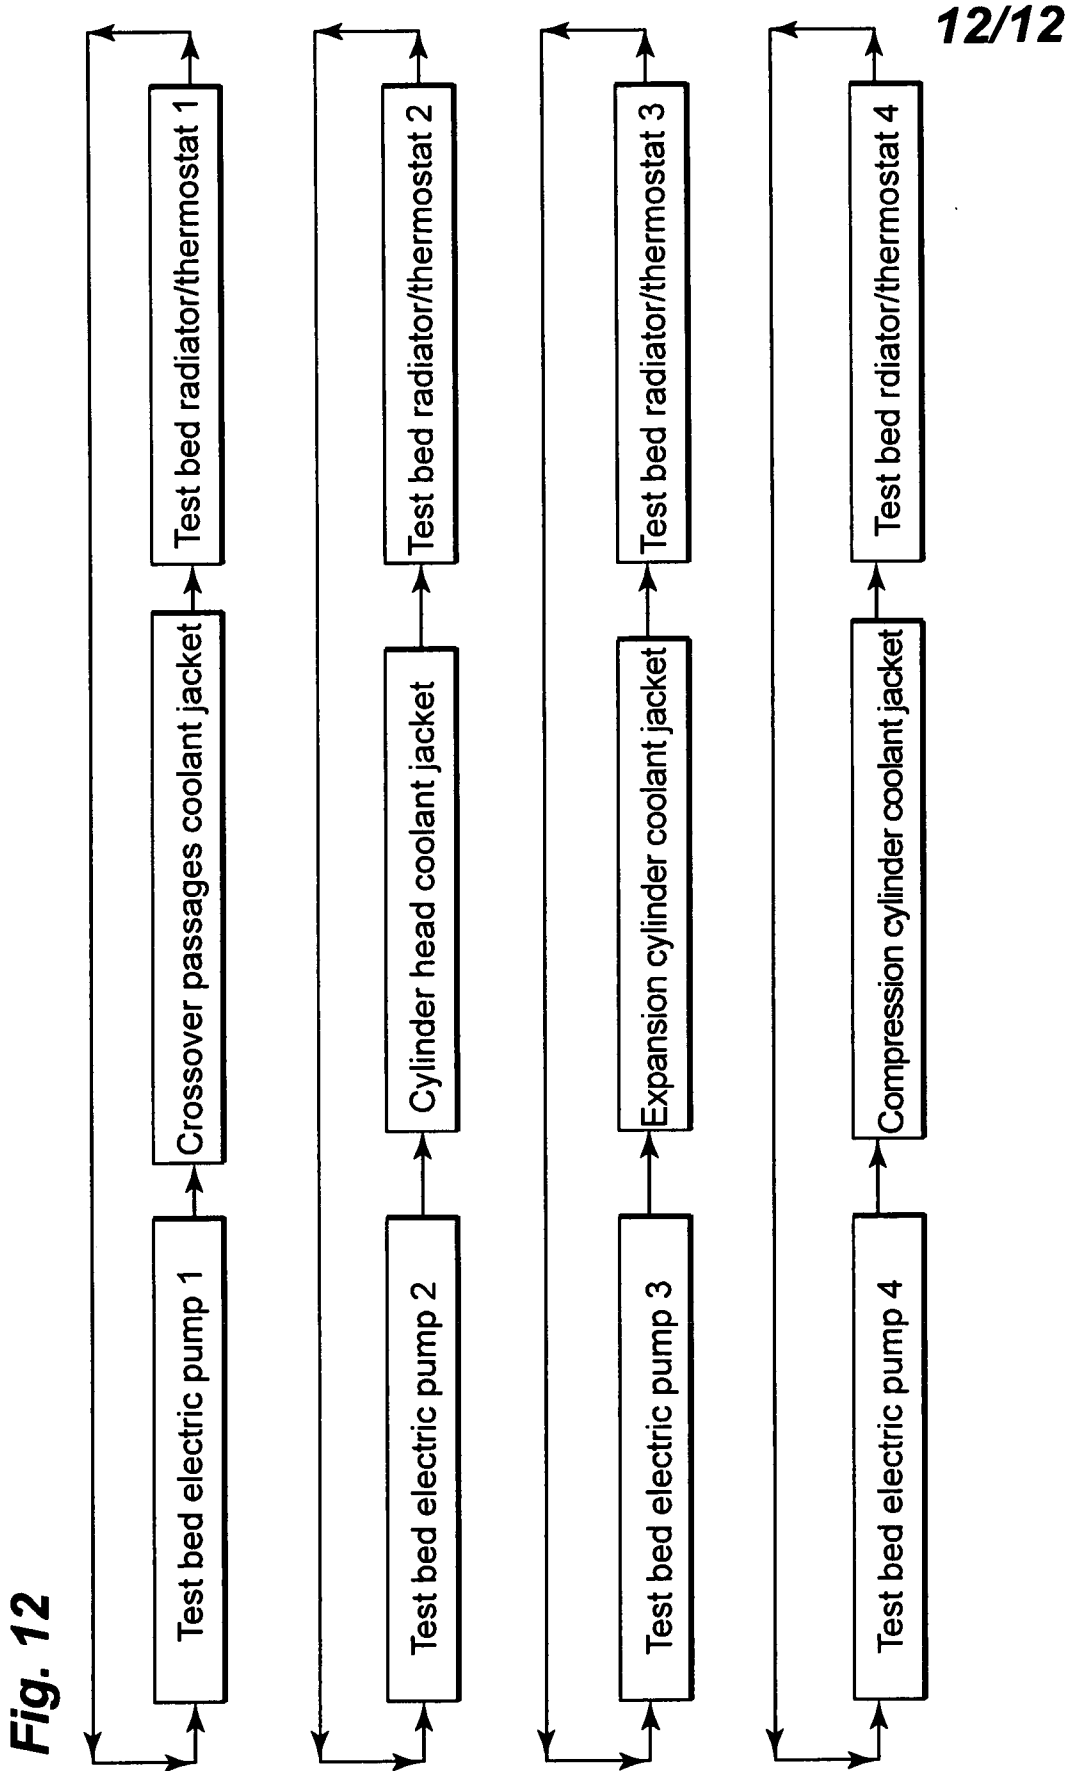 12/12
Fig. 12
Test bed electric pump 1
Crossover passages coolant jacket
Test bed radiator/thermostat 1
Test bed electric pump 2
Cylinder head coolant jacket
Test bed radiator/thermostat 2
Test bed electric pump 3
Expansion cylinder coolant jacket
Test bed radiator/thermostat 3
Test bed electric pump 4
Compression cylinder coolant jacket
Test bed rdiator/thermostat 4